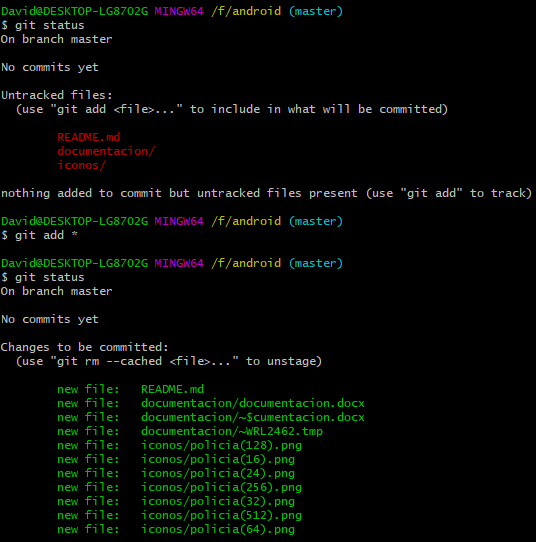 David@DESKTOP-LG87O2G MINGW64 /f/android (master)
$ git status
On branch master
No commits yet
Untracked files:
(use "git add <file>..." to include in what will be committed)
README.md
documentacion/
iconos/
nothing added to commit but untracked files present (use "git add" to track)
David@DESKTOP-LG87O2G MINGW64 /f/android (master)
$ git add *
David@DESKTOP-LG87O2G MINGW64 /f/android (master)
$ git status
On branch master
No commits yet
Changes to be committed:
(use "git rm --cached <file>..." to unstage)
new file:   README.md
new file:   documentacion/documentacion.docx
new file:   documentacion/~$cumentacion.docx
new file:   documentacion/~WRL2462.tmp
new file:   iconos/policia(128).png
new file:   iconos/policia(16).png
new file:   iconos/policia(24).png
new file:   iconos/policia(256).png
new file:   iconos/policia(32).png
new file:   iconos/policia(512).png
new file:   iconos/policia(64).png